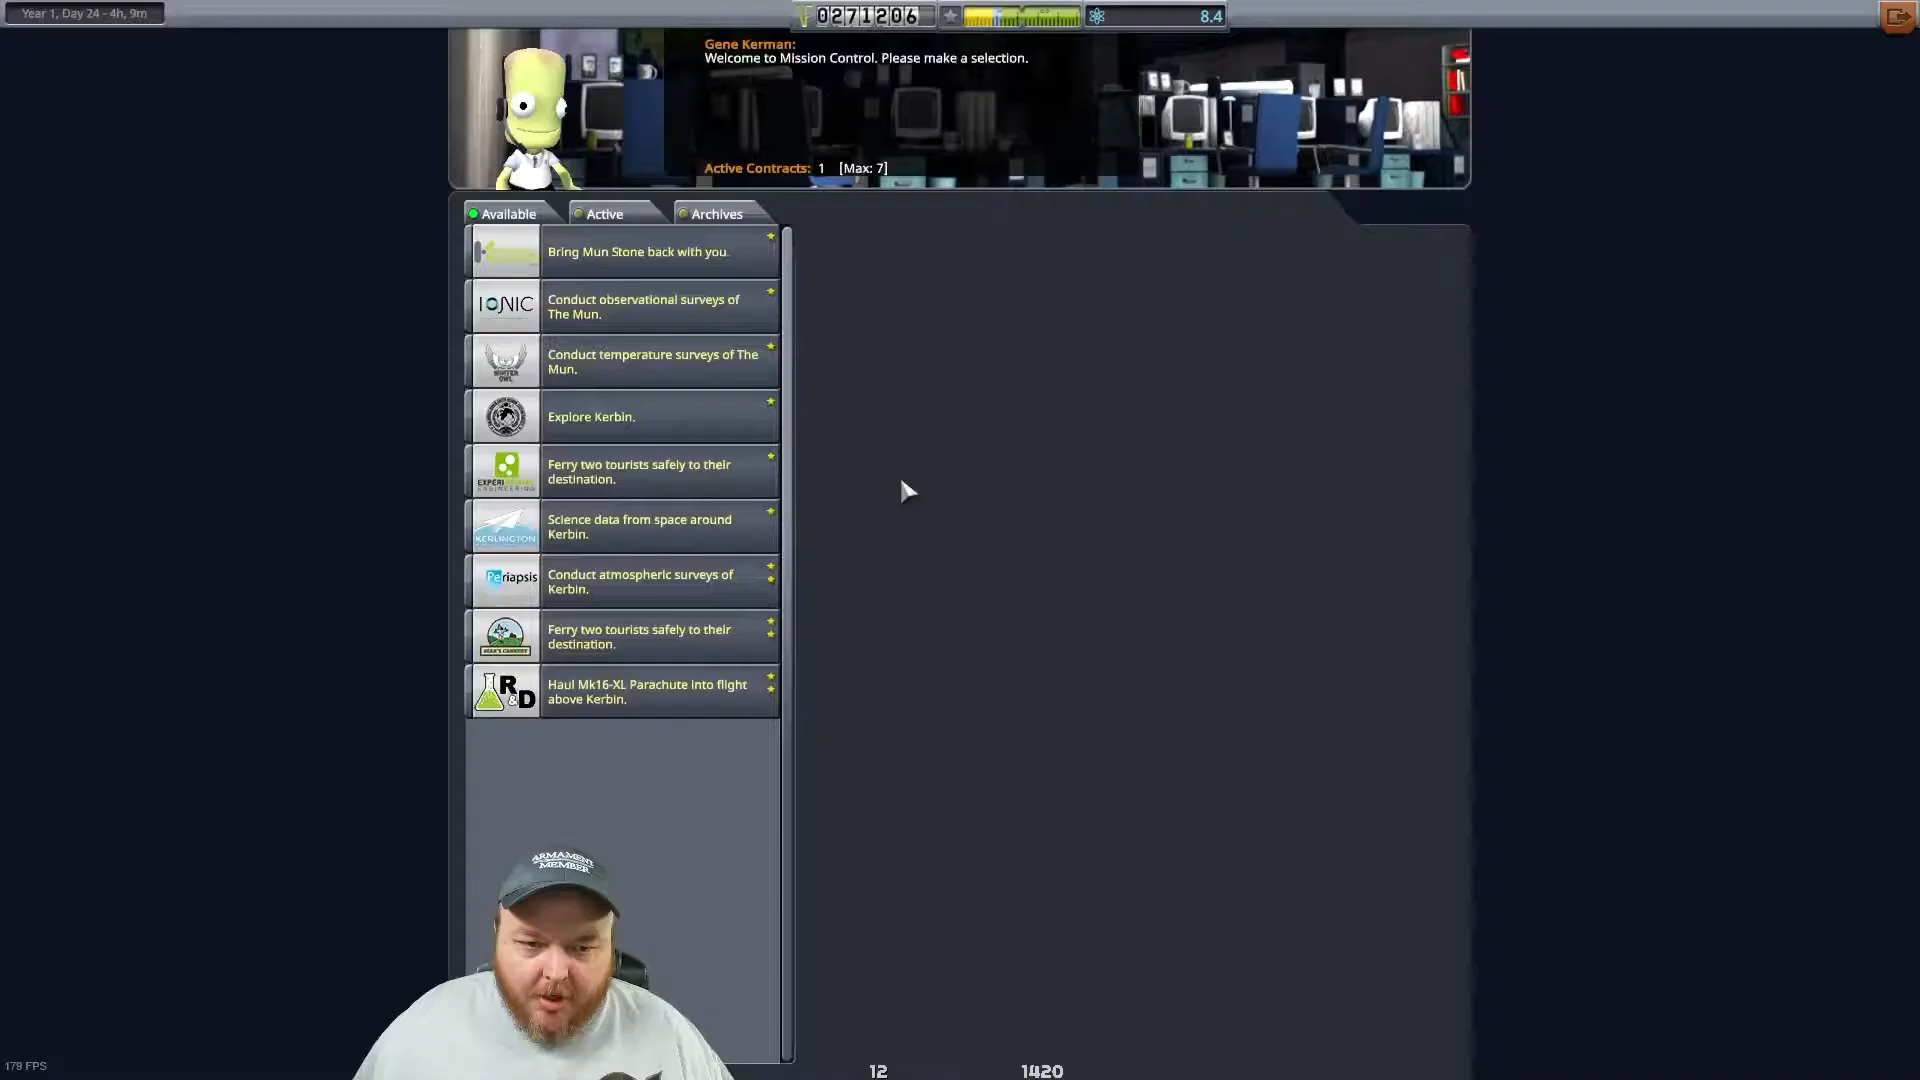 Year 1, Day 24 - 4h, 9m
0271206
8.4
Gene Kerman:
Welcome to Mission Control. Please make a selection.
Active Contracts: 1 [Max: 7]
Available
Active
Archives
Bring Mun Stone back with you.
IONIC
Conduct observational surveys of
The Mun.
WINTER
OWL
Conduct temperature surveys of The
Mun.
Explore Kerbin.
Ferry two tourists safely to their
destination.
ENGINEERING
KERLINGTON
Science data from space around
Kerbin.
Periapsis
Conduct atmospheric surveys of
Kerbin.
Ferry two tourists safely to their
destination.
R&D
Haul Mk16-XL Parachute into flight
above Kerbin.
ARMAMENT
MEMBER
179 FPS
12
1420